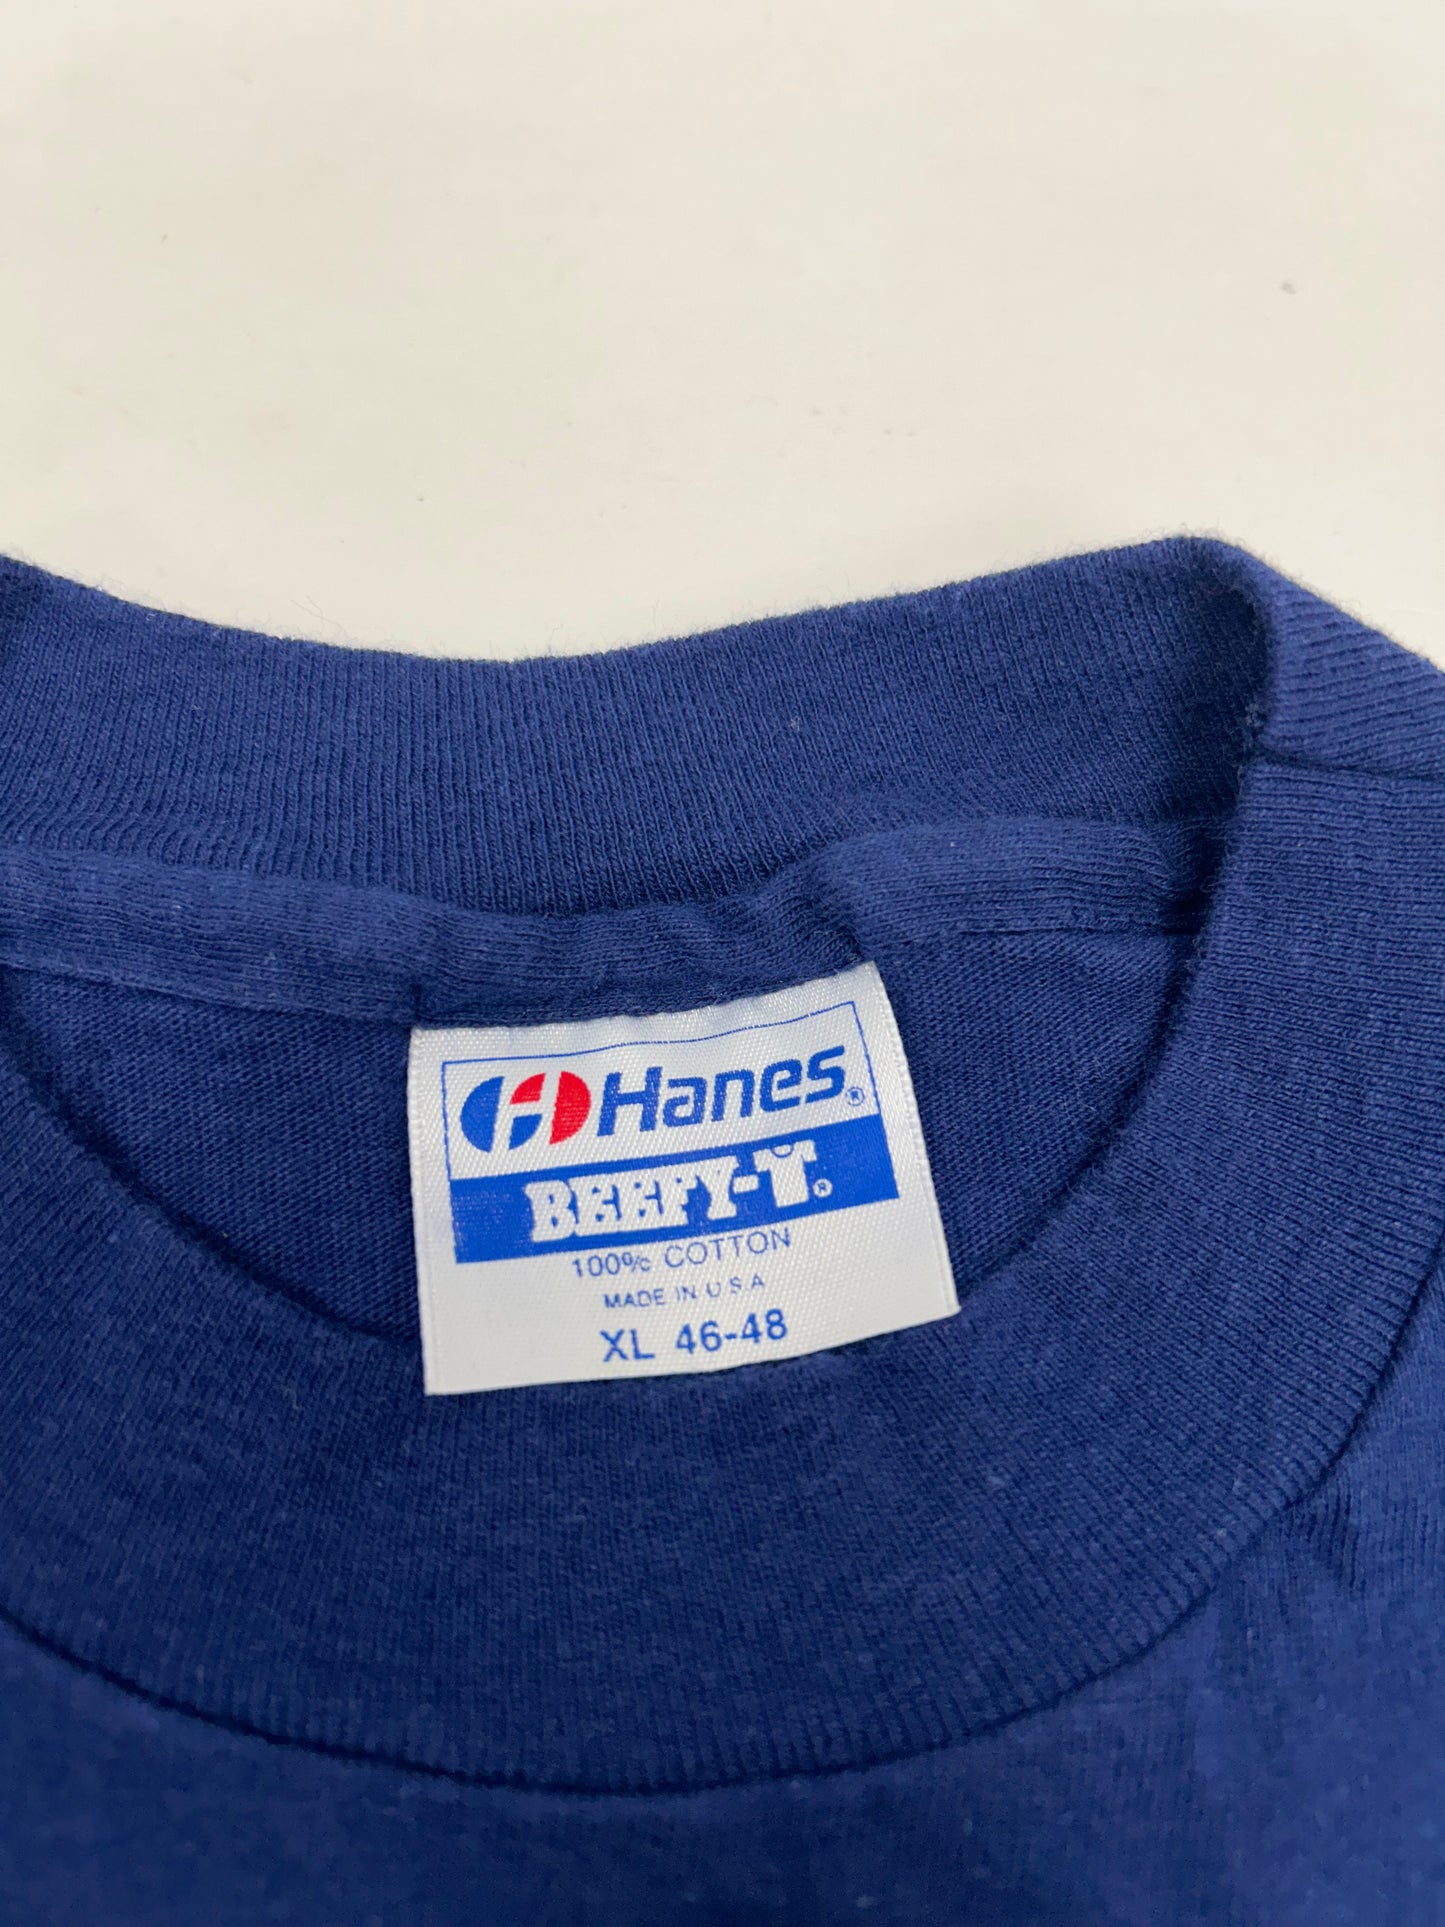 Hanes®
BEEFY-T®
100% COTTON
MADE IN U.S.A
XL 46-48